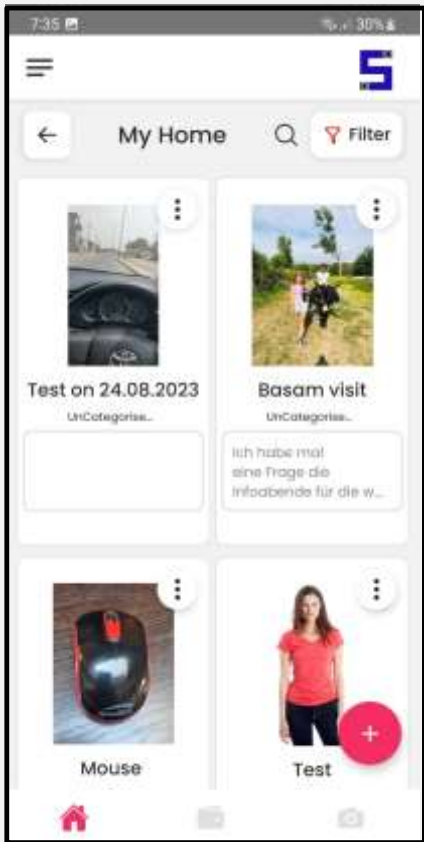 7:35
30%
My Home
Filter
Test on 24.08.2023
UnCategorise...
Basam visit
UnCategorise...
Ich habe mal
eine Frage die
Infoabende für die w...
Mouse
Test